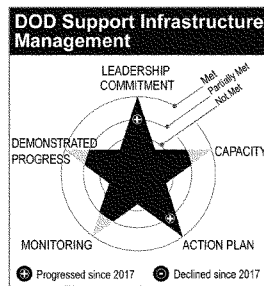 DOD Support Infrastructure
Management
LEADERSHIP
COMMITMENT
Met
Partially Met
Not Met
DEMONSTRATED
PROGRESS
CAPACITY
MONITORING
ACTION PLAN
Progressed since 2017
Declined since 2017